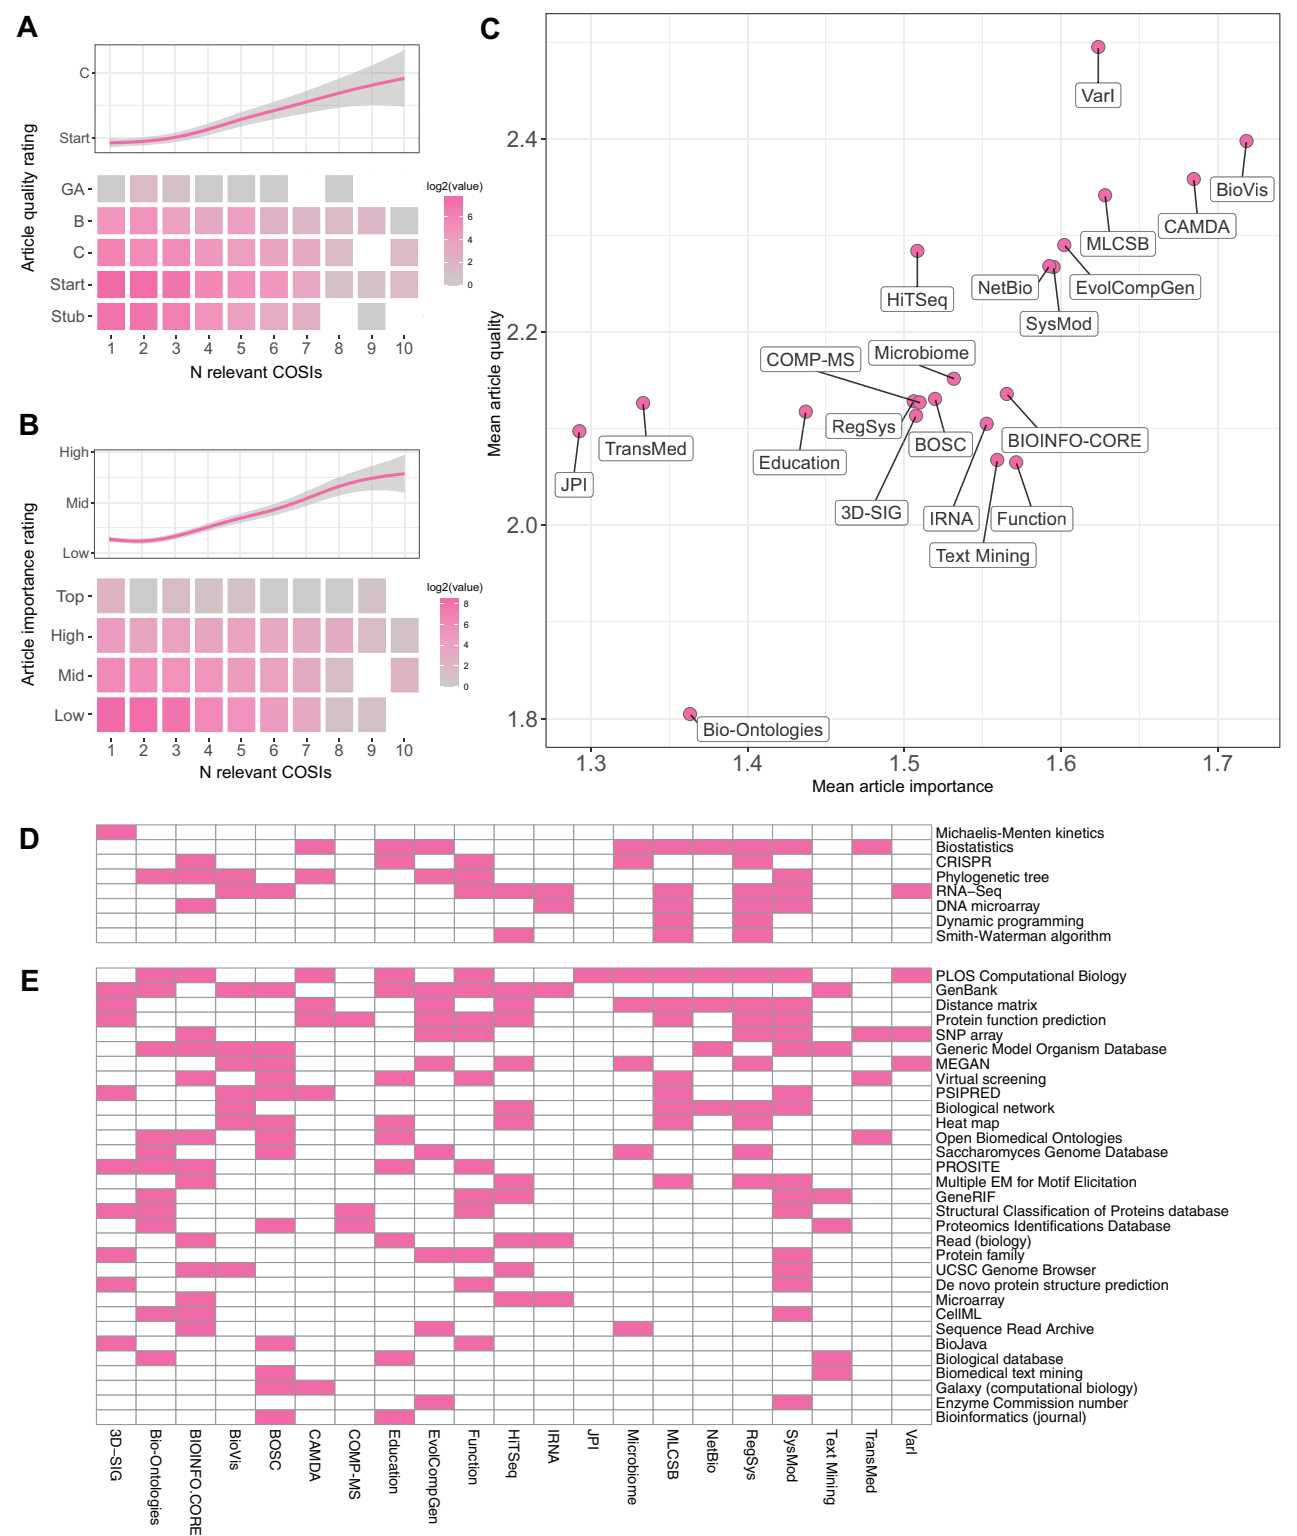 A
Article quality rating
C
Start
GA
B
C
Start
Stub
1 2 3 4 5 6 7 8 9 10
N relevant COSIs
log2(value)
6
4
2
0
B
Article importance rating
High
Mid
Low
Top
High
Mid
Low
1 2 3 4 5 6 7 8 9 10
N relevant COSIs
log2(value)
8
6
4
2
0
C
Mean article quality
2.4
2.2
2.0
1.8
VarI
BioVis
CAMDA
MLCSB
EvolCompGen
NetBio
SysMod
HiTSeq
Microbiome
COMP-MS
RegSys
BOSC
BIOINFO-CORE
TransMed
Education
JPI
3D-SIG
IRNA
Function
Text Mining
Bio-Ontologies
1.3 1.4 1.5 1.6 1.7
Mean article importance
D
Michaelis-Menten kinetics
Biostatistics
CRISPR
Phylogenetic tree
RNA−Seq
DNA microarray
Dynamic programming
Smith-Waterman algorithm
E
PLOS Computational Biology
GenBank
Distance matrix
Protein function prediction
SNP array
Generic Model Organism Database
MEGAN
Virtual screening
PSIPRED
Biological network
Heat map
Open Biomedical Ontologies
Saccharomyces Genome Database
PROSITE
Multiple EM for Motif Elicitation
GeneRIF
Structural Classification of Proteins database
Proteomics Identifications Database
Read (biology)
Protein family
UCSC Genome Browser
De novo protein structure prediction
Microarray
CellML
Sequence Read Archive
BioJava
Biological database
Biomedical text mining
Galaxy (computational biology)
Enzyme Commission number
Bioinformatics (journal)
3D−SIG
Bio-Ontologies
BIOINFO.CORE
BioVis
BOSC
CAMDA
COMP-MS
Education
EvolCompGen
Function
HiTSeq
IRNA
JPI
Microbiome
MLCSB
NetBio
RegSys
SysMod
Text Mining
TransMed
VarI